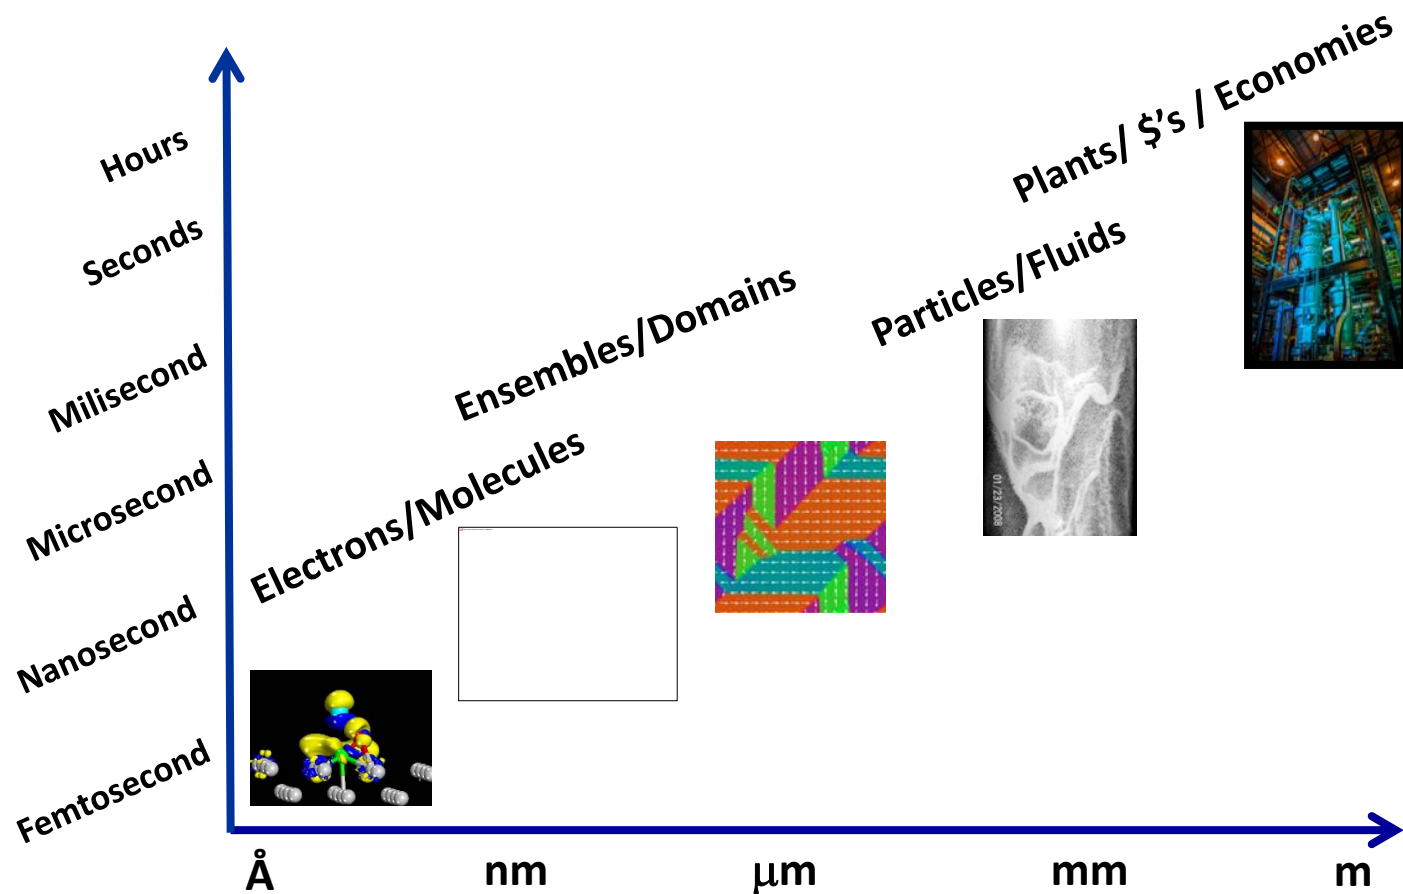 Plants/ $'s / Economies
Hours
Seconds
Particles/Fluids
Ensembles/Domains
Milisecond
Electrons/Molecules
Microsecond
01/23/2008
Nanosecond
Femtosecond
Å
nm
μm
mm
m